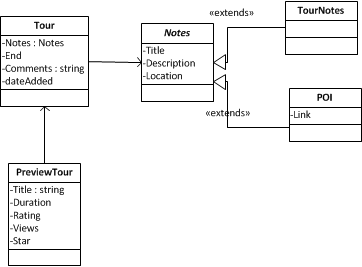 Tour
-Notes : Notes
-End
-Comments : string
-dateAdded
Notes
-Title
-Description
-Location
«extends»
TourNotes
«extends»
POI
-Link
PreviewTour
-Title : string
-Duration
-Rating
-Views
-Star